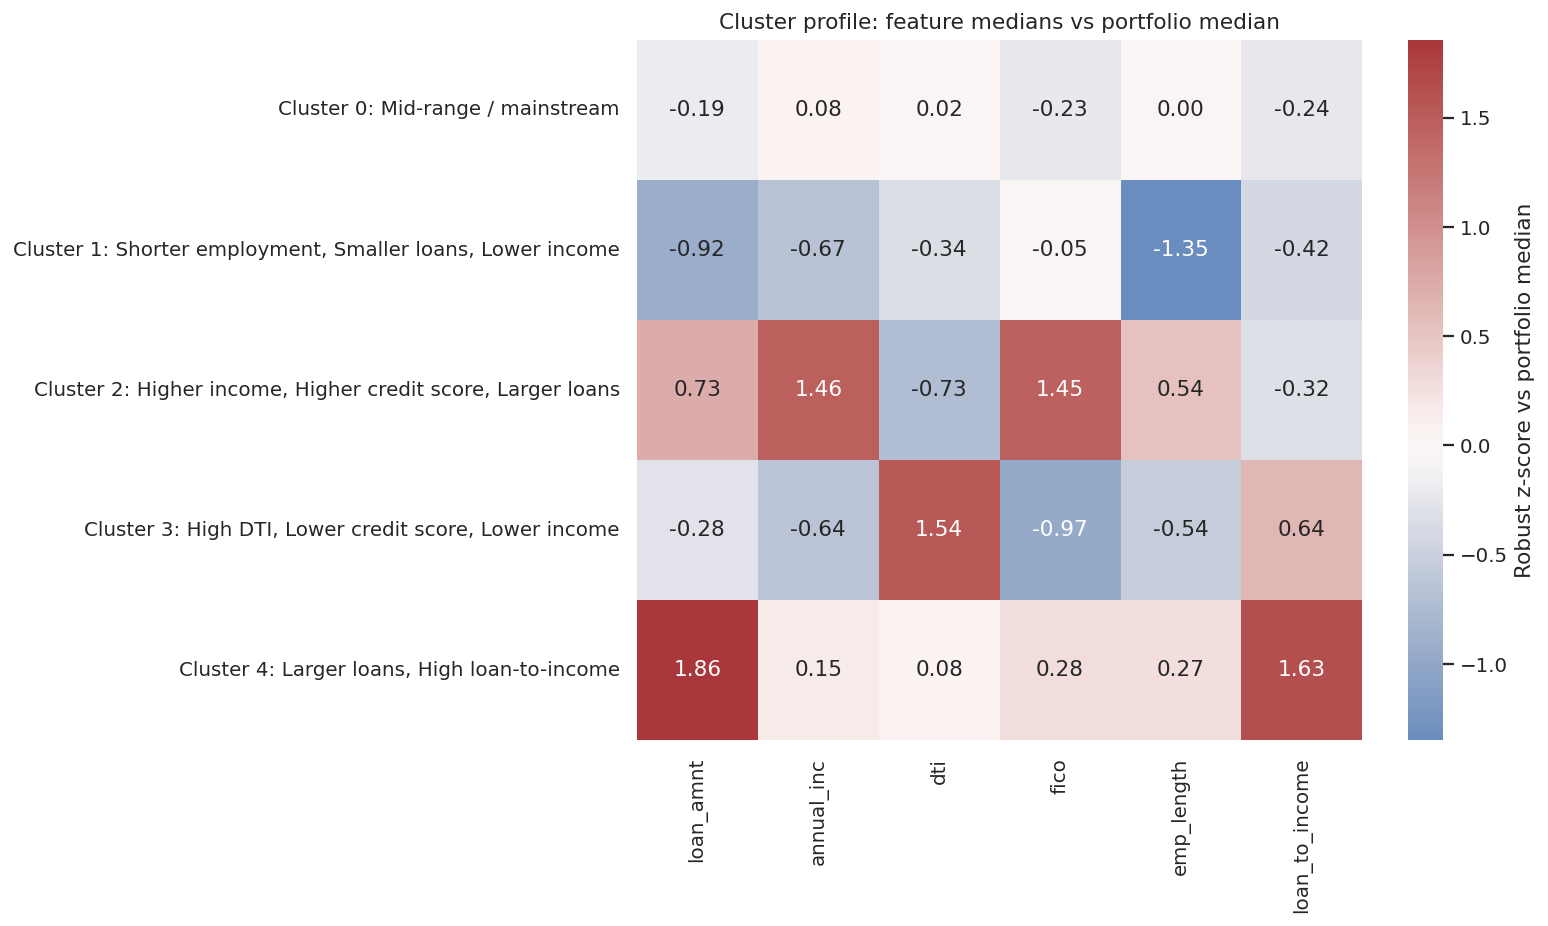 Cluster profile: feature medians vs portfolio median
Cluster 0: Mid-range / mainstream
-0.19 0.08 0.02 -0.23 0.00 -0.24
Cluster 1: Shorter employment, Smaller loans, Lower income
-0.92 -0.67 -0.34 -0.05 -1.35 -0.42
Cluster 2: Higher income, Higher credit score, Larger loans
0.73 1.46 -0.73 1.45 0.54 -0.32
Cluster 3: High DTI, Lower credit score, Lower income
-0.28 -0.64 1.54 -0.97 -0.54 0.64
Cluster 4: Larger loans, High loan-to-income
1.86 0.15 0.08 0.28 0.27 1.63
loan_amnt
annual_inc
dti
fico
emp_length
loan_to_income
1.5
1.0
0.5
0.0
−0.5
−1.0
Robust z-score vs portfolio median